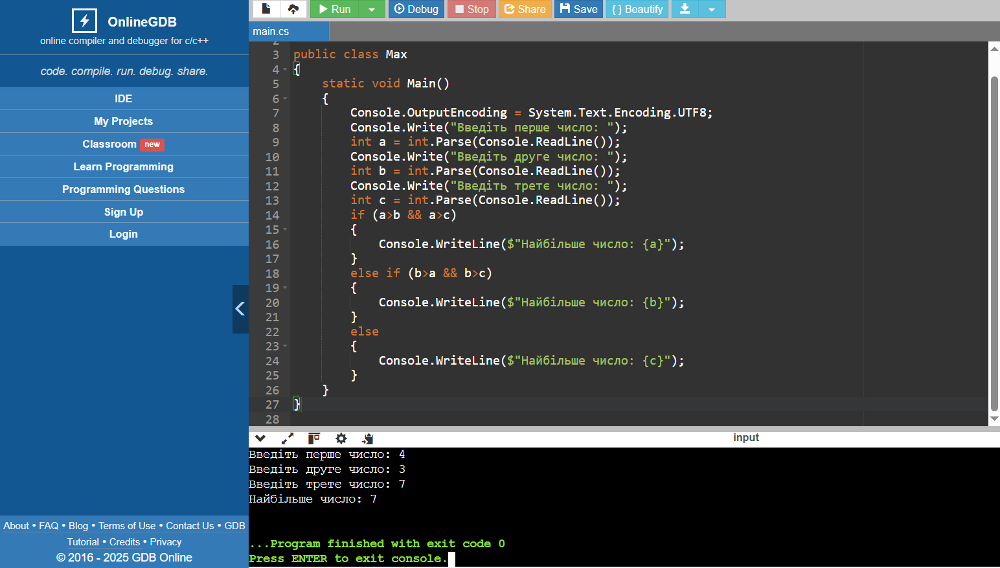 OnlineGDB
online compiler and debugger for c/c++
code. compile. run. debug. share.
IDE
My Projects
Classroom new
Learn Programming
Programming Questions
Sign Up
Login
About • FAQ • Blog • Terms of Use • Contact Us • GDB
Tutorial • Credits • Privacy
© 2016 - 2025 GDB Online
Run Debug Stop Share Save { } Beautify
main.cs
2
3 public class Max
4 {
5 static void Main()
6 {
7 Console.OutputEncoding = System.Text.Encoding.UTF8;
8 Console.Write("Введіть перше число: ");
9 int a = int.Parse(Console.ReadLine());
10 Console.Write("Введіть друге число: ");
11 int b = int.Parse(Console.ReadLine());
12 Console.Write("Введіть третє число: ");
13 int c = int.Parse(Console.ReadLine());
14 if (a>b && a>c)
15 {
16 Console.WriteLine($"Найбільше число: {a}");
17 }
18 else if (b>a && b>c)
19 {
20 Console.WriteLine($"Найбільше число: {b}");
21 }
22 else
23 {
24 Console.WriteLine($"Найбільше число: {c}");
25 }
26 }
27 }
28
input
Введіть перше число: 4
Введіть друге число: 3
Введіть третє число: 7
Найбільше число: 7
...Program finished with exit code 0
Press ENTER to exit console.